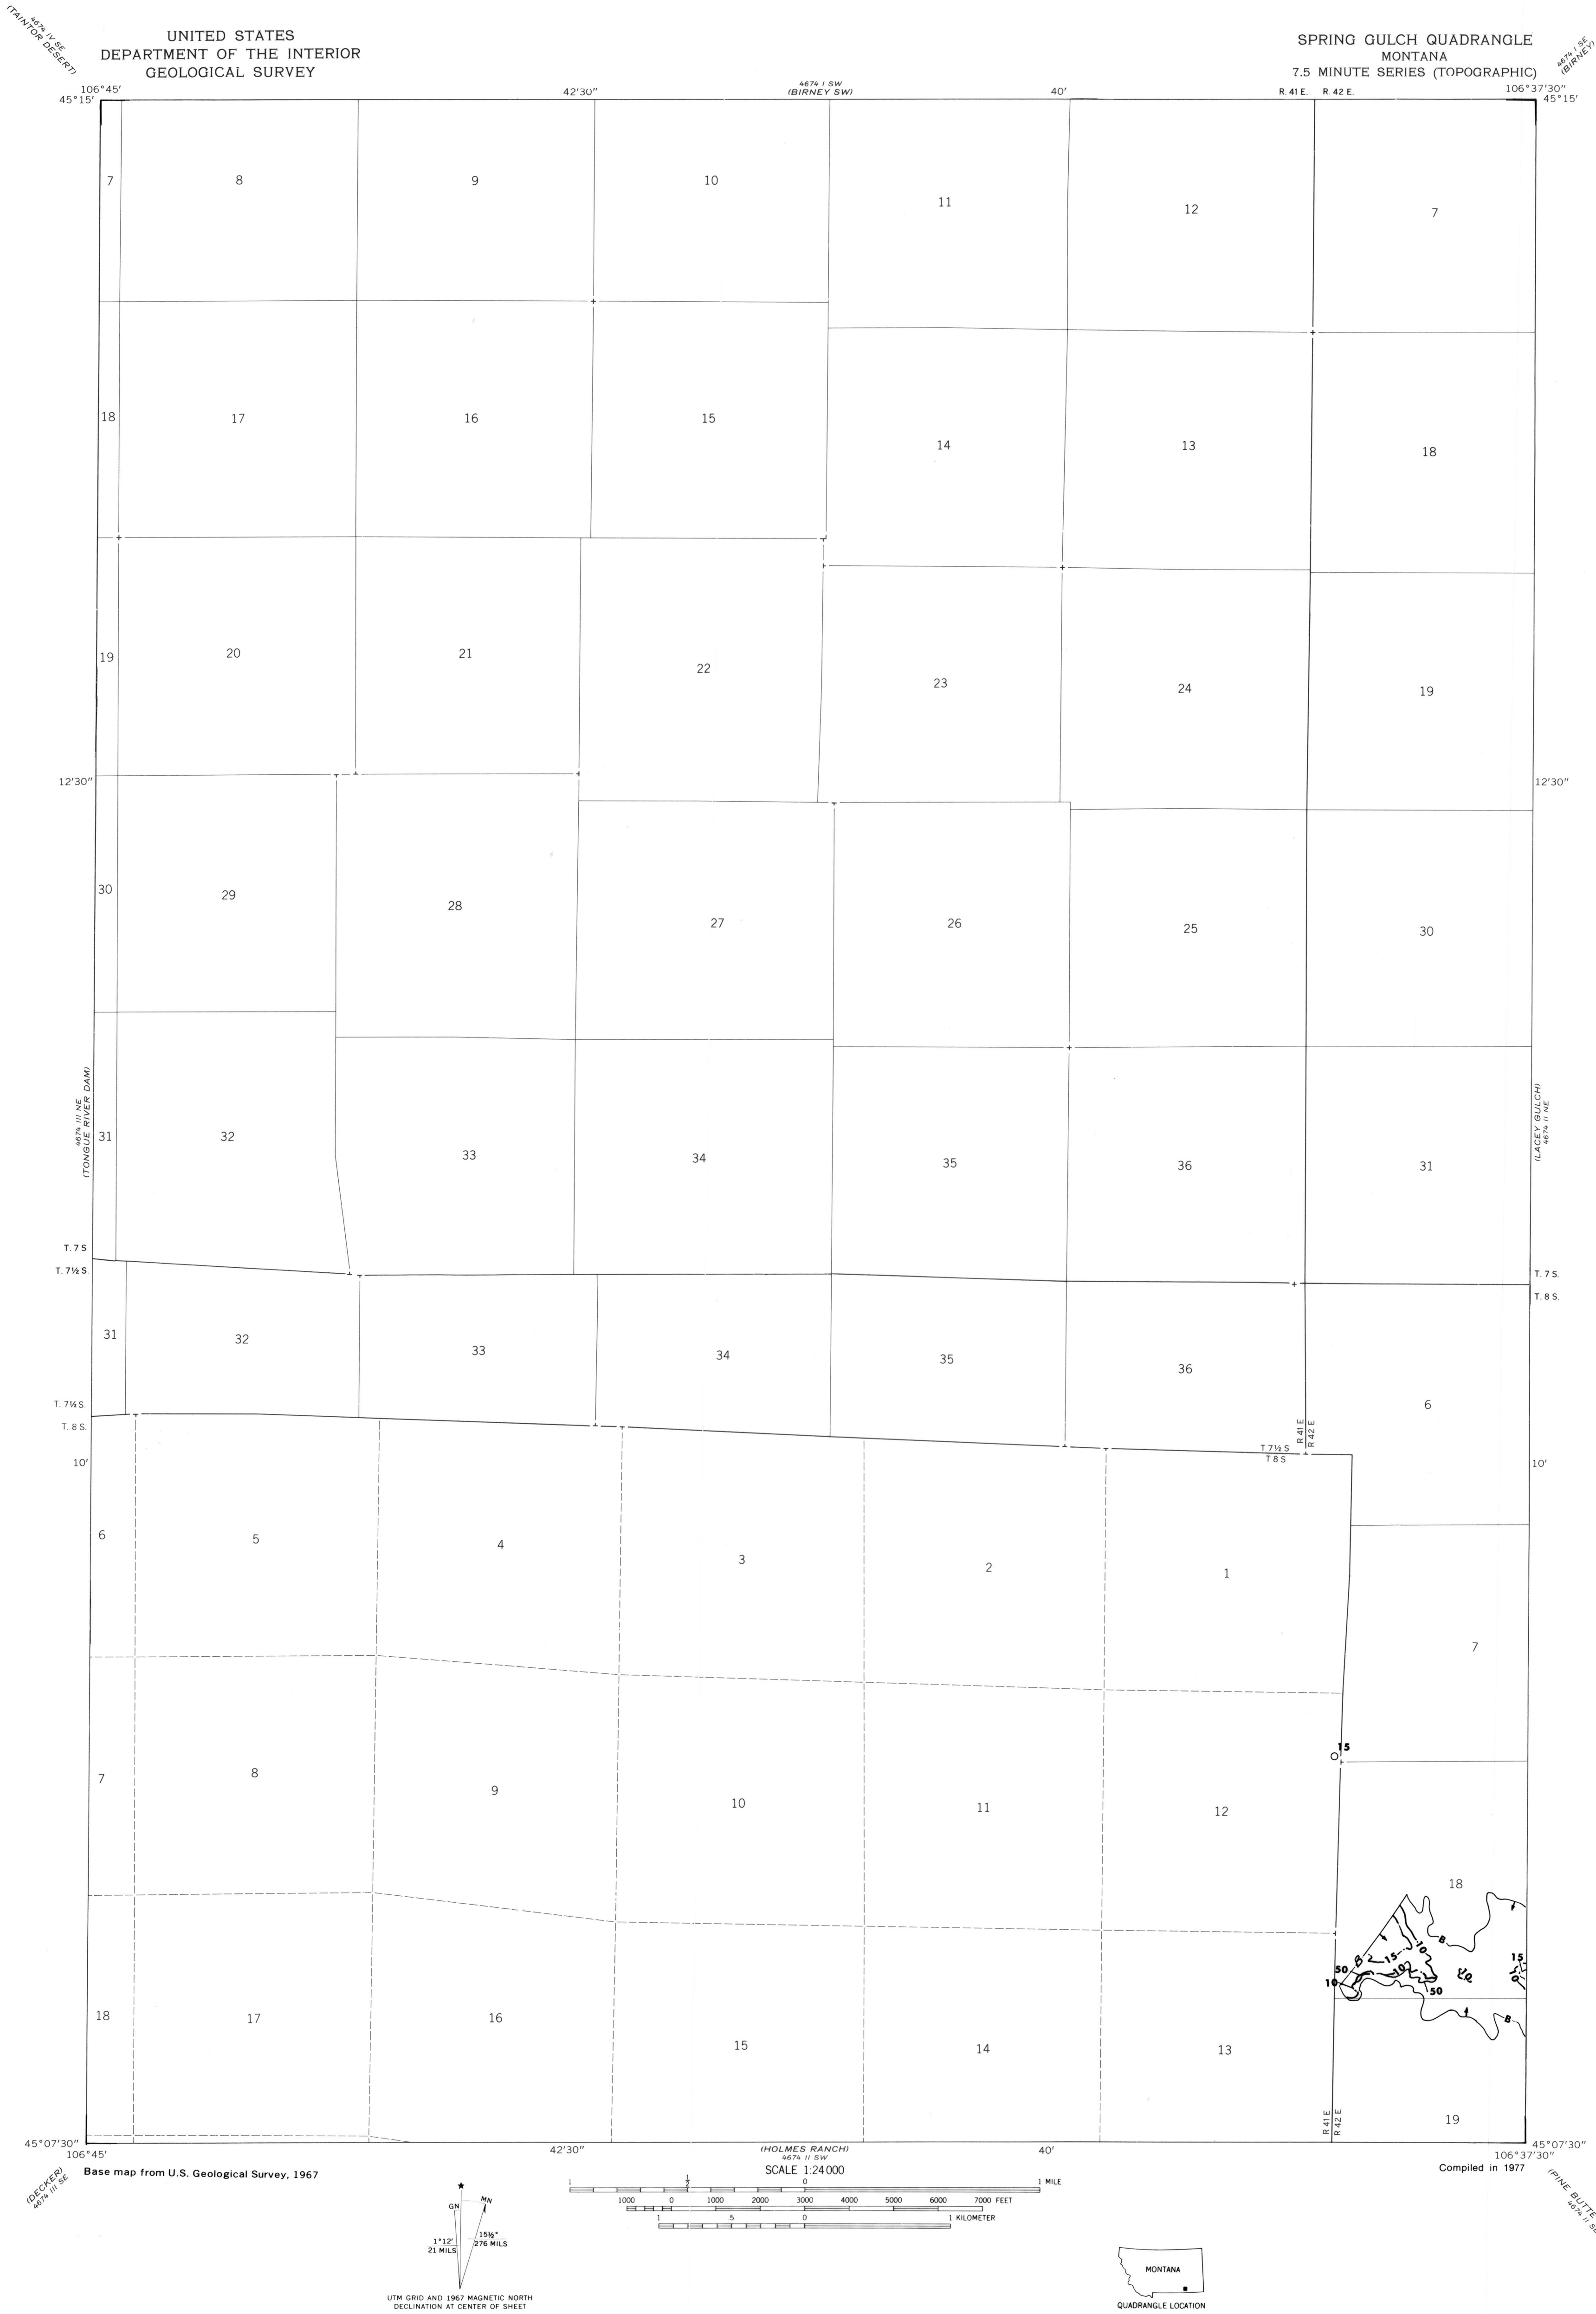 4674 IV SE
(TAINTOR DESERT)
UNITED STATES
DEPARTMENT OF THE INTERIOR
GEOLOGICAL SURVEY
SPRING GULCH QUADRANGLE
MONTANA
7.5 MINUTE SERIES (TOPOGRAPHIC)
4674 I SE
(BIRNEY)
106°45'
42'30"
4674 I SW
(BIRNEY SW)
40'
R. 41 E.
R. 42 E.
106°37'30"
45°15'
45°15'
7
8
9
10
11
12
7
18
17
16
15
14
13
18
19
20
21
22
23
24
19
12'30"
12'30"
30
29
28
27
26
25
30
4674 III NE
(TONGUE RIVER DAM)
(LACEY GULCH)
4674 II NE
31
32
33
34
35
36
31
T. 7 S
T. 7½ S.
T. 7 S.
T. 8 S.
31
32
33
34
35
36
6
T. 7½ S.
T. 8 S.
R 41 E
R 42 E
T 7½ S
T 8 S
10'
10'
6
5
4
3
2
1
7
15
7
8
9
10
11
12
18
B
50
10
B
15
10
10
50
15
10
B
18
17
16
15
14
13
19
R 41 E
R 42 E
45°07'30"
45°07'30"
106°45'
42'30"
(HOLMES RANCH)
4674 II SW
40'
106°37'30"
(DECKER)
4674 III SE
Base map from U.S. Geological Survey, 1967
SCALE 1:24 000
Compiled in 1977
1 ½ 0 1 MILE
1000 0 1000 2000 3000 4000 5000 6000 7000 FEET
1 5 0 1 KILOMETER
GN
MN
1°12'
21 MILS
15½°
276 MILS
UTM GRID AND 1967 MAGNETIC NORTH
DECLINATION AT CENTER OF SHEET
MONTANA
QUADRANGLE LOCATION